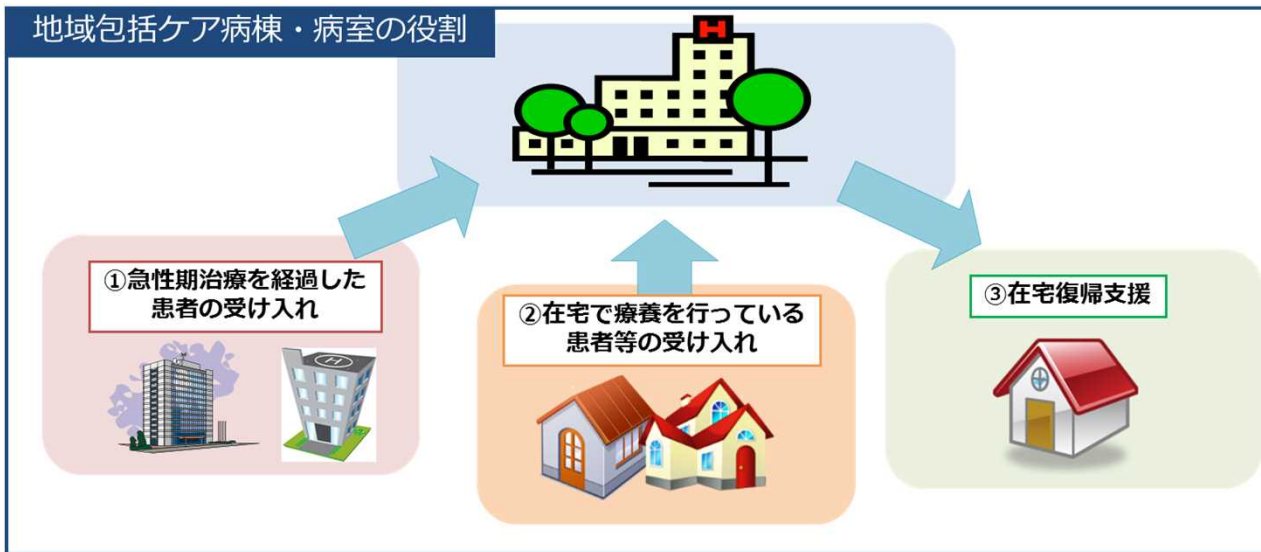 地域包括ケア病棟・病室の役割
H
①急性期治療を経過した
患者の受け入れ
H
②在宅で療養を行っている
患者等の受け入れ
③在宅復帰支援